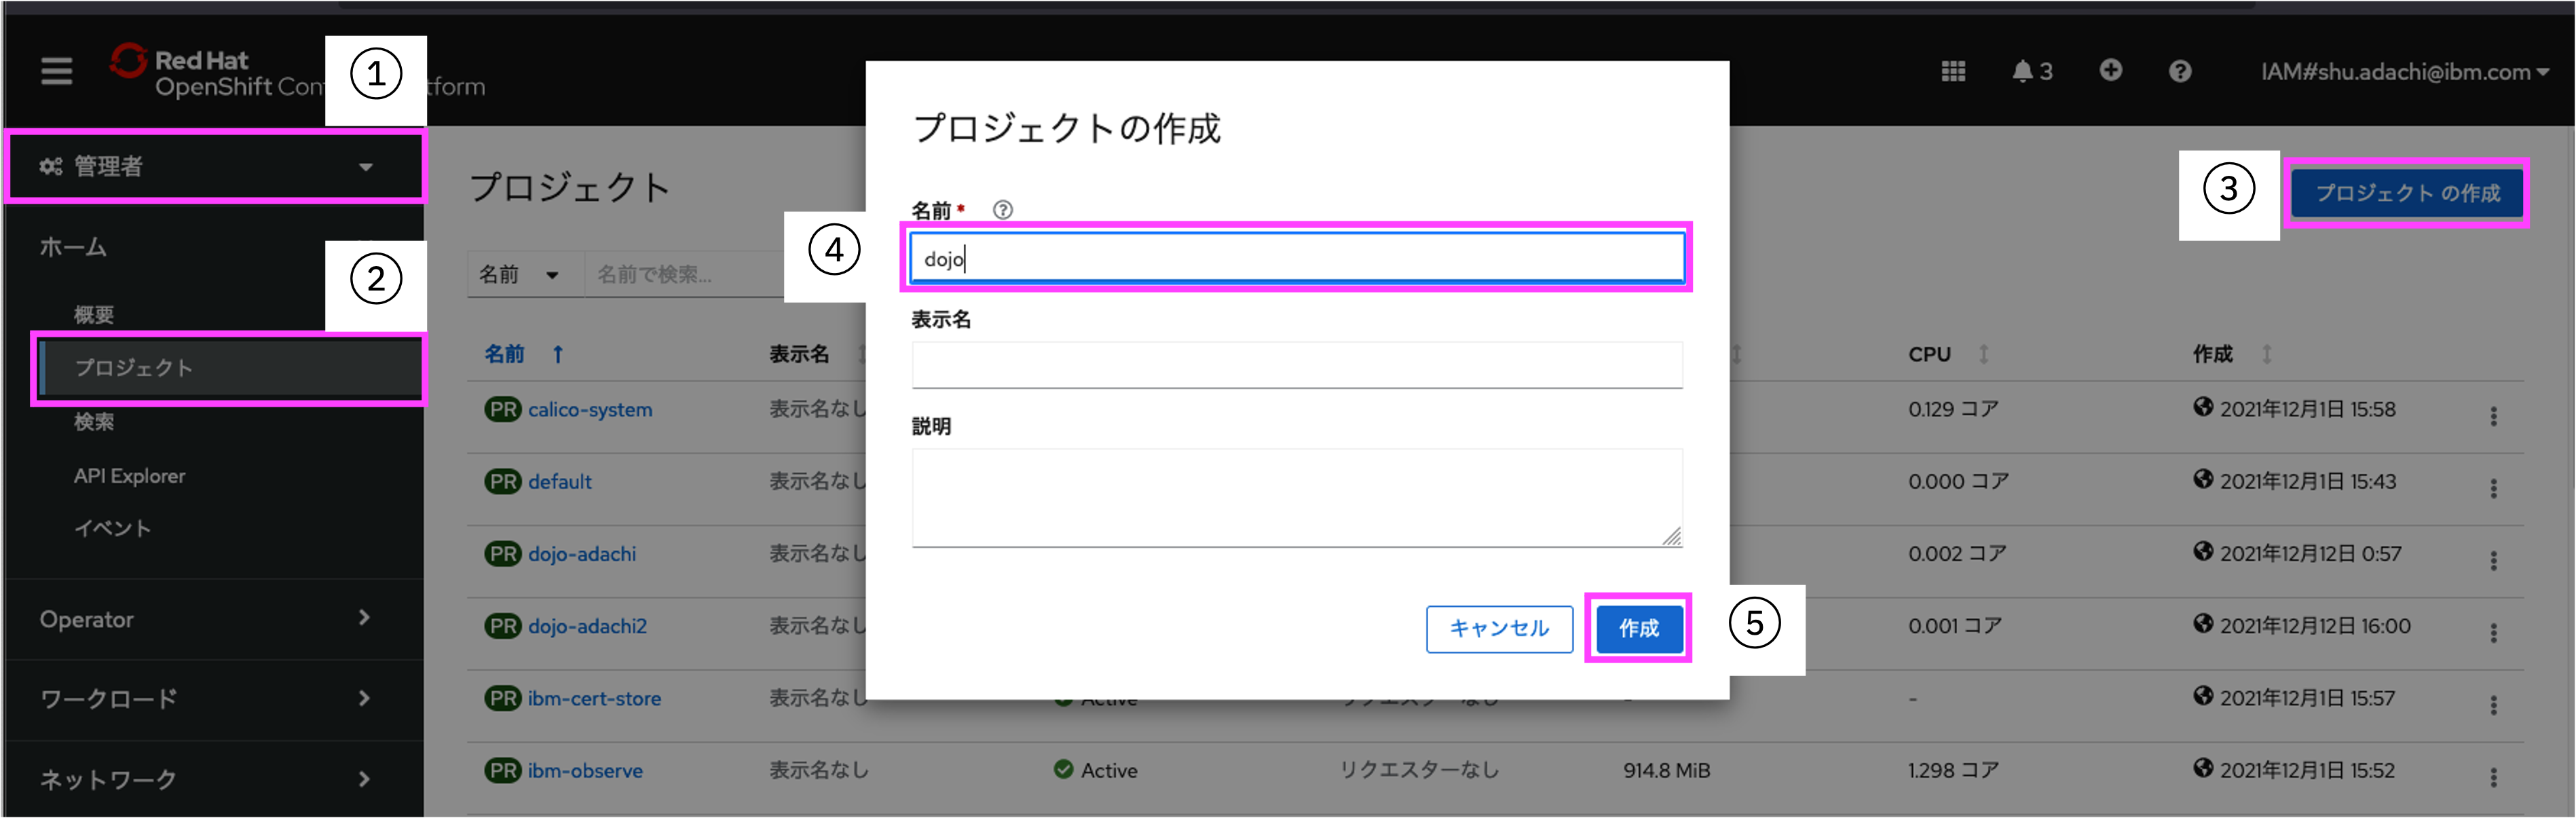 Red Hat
OpenShift Con tform
①
3
IAM#shu.adachi@ibm.com
管理者
ホーム
②
概要
プロジェクト
検索
API Explorer
イベント
Operator
ワークロード
ネットワーク
プロジェクト
③
プロジェクト の作成
名前
名前で検索...
名前 表示名 CPU 作成
PR calico-system 表示名なし 0.129 コア 2021年12月1日 15:58
PR default 表示名なし 0.000 コア 2021年12月1日 15:43
PR dojo-adachi 表示名なし 0.002 コア 2021年12月12日 0:57
PR dojo-adachi2 表示名なし 0.001 コア 2021年12月12日 16:00
PR ibm-cert-store 表示名なし Active リクエスターなし - - 2021年12月1日 15:57
PR ibm-observe 表示名なし Active リクエスターなし 914.8 MiB 1.298 コア 2021年12月1日 15:52
プロジェクトの作成
名前 *
④
dojo
表示名
説明
キャンセル
作成
⑤